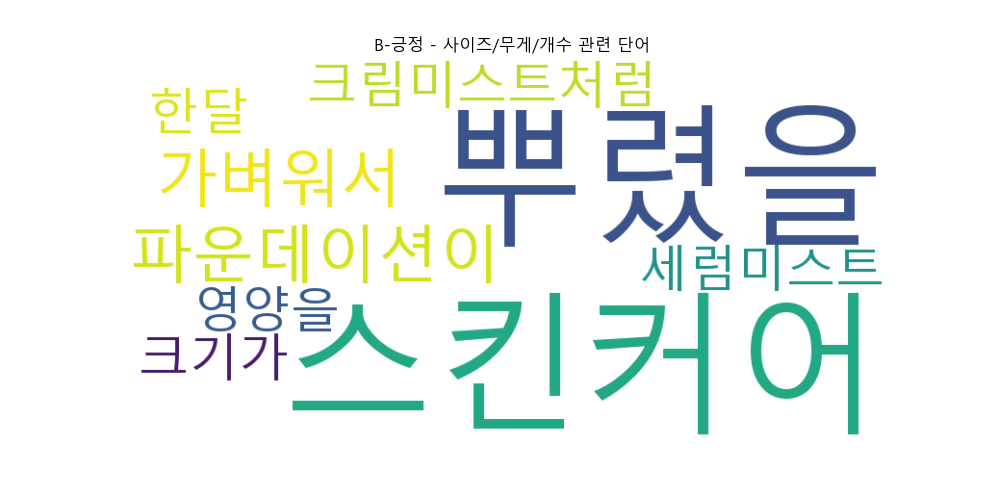 B-긍정 - 사이즈/무게/개수 관련 단어
크림미스트처럼
한달
뿌렸을
가벼워서
파운데이션이
세럼미스트
영양을
스킨커어
크기가